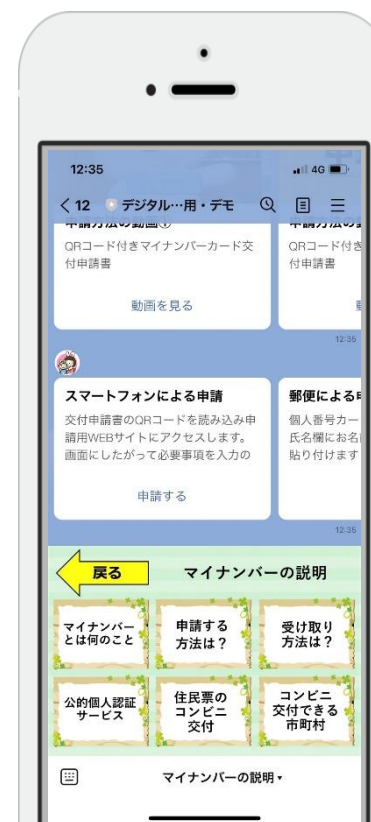 12:35
4G
12
デジタル…用・デモ
申請方法の動画①
QRコード付きマイナンバーカード交
付申請書
動画を見る
QRコード付き
付申請書
12:35
スマートフォンによる申請
交付申請書のQRコードを読み込み申
請用WEBサイトにアクセスします。
画面にしたがって必要事項を入力の
申請する
郵便による
個人番号カー
氏名欄にお名
貼り付けます
12:35
戻る
マイナンバーの説明
マイナンバー
とは何のこと
申請する
方法は？
受け取り
方法は？
公的個人認証
サービス
住民票の
コンビニ
交付
コンビニ
交付できる
市町村
マイナンバーの説明▾